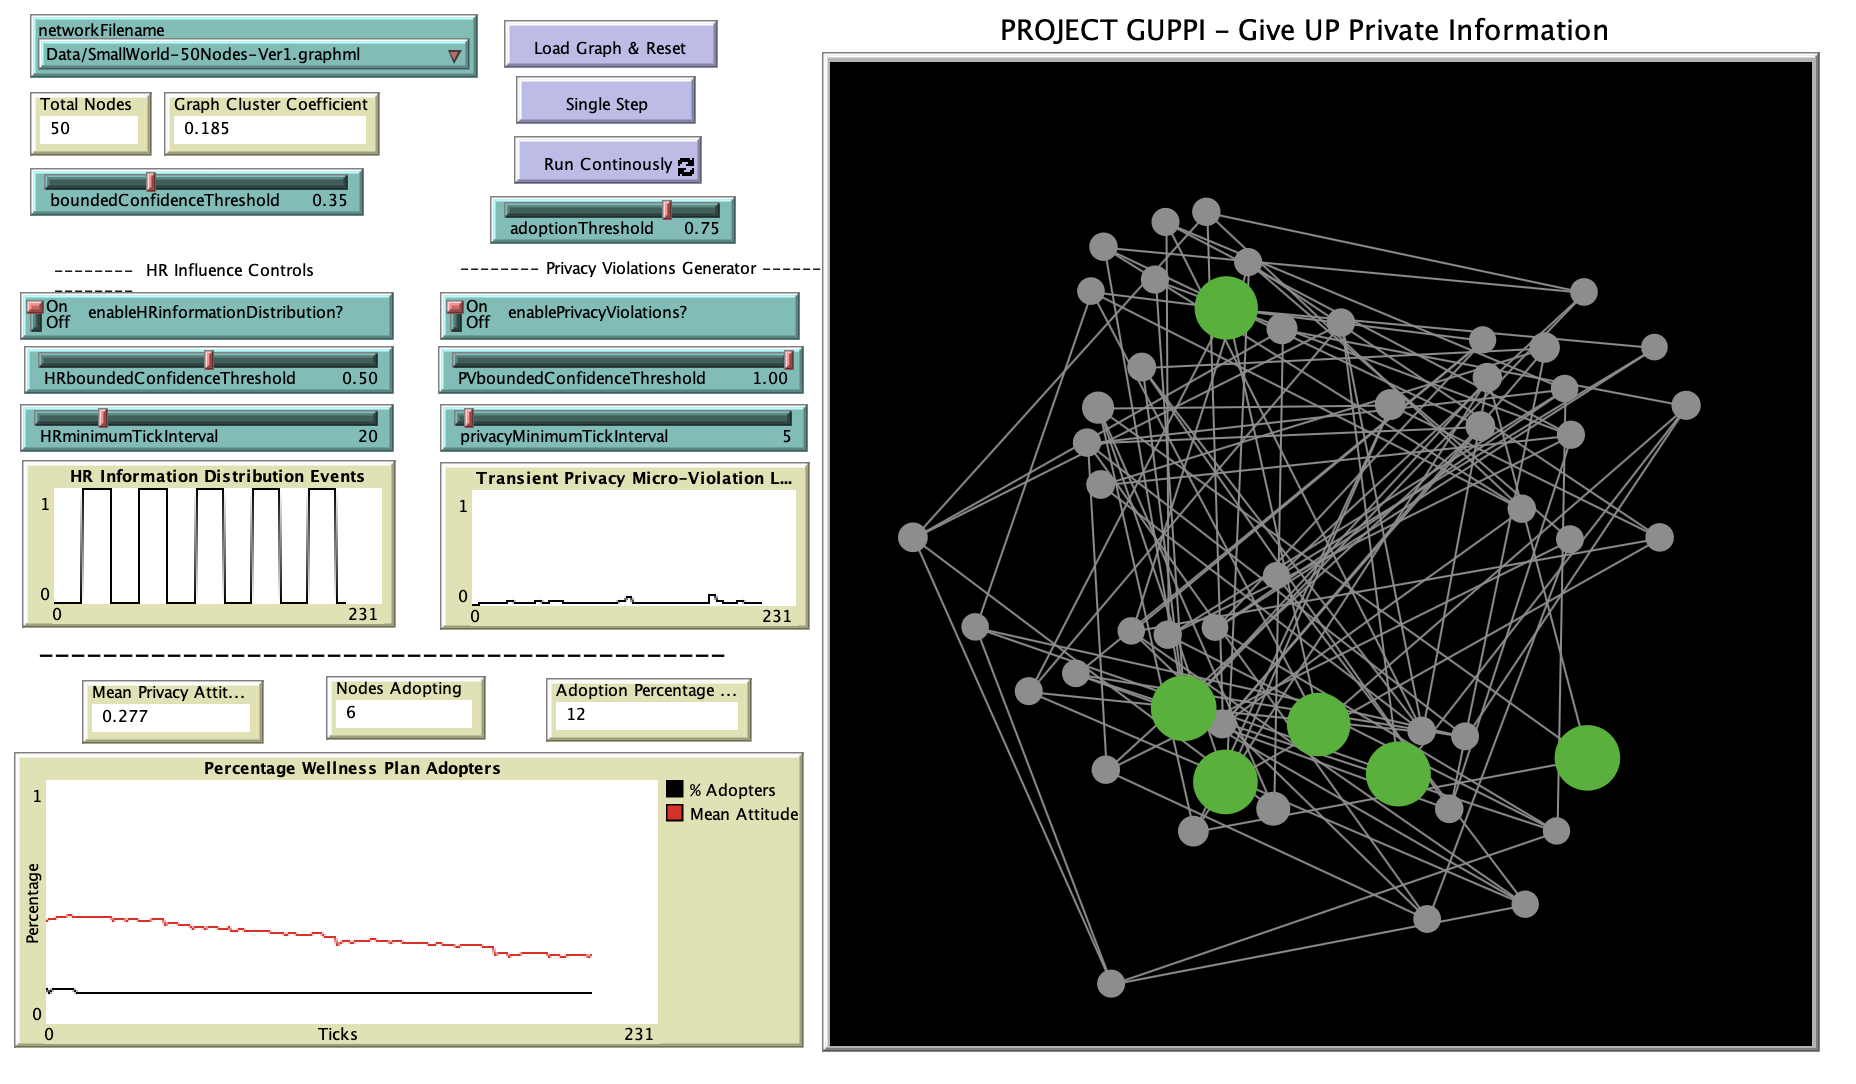 networkFilename
Data/SmallWorld-50Nodes-Ver1.graphml
Load Graph & Reset
PROJECT GUPPI - Give UP Private Information
Total Nodes
50
Graph Cluster Coefficient
0.185
Single Step
Run Continously
boundedConfidenceThreshold 0.35
adoptionThreshold 0.75
-------- HR Influence Controls
--------
-------- Privacy Violations Generator ------
On
Off
enableHRinformationDistribution?
On
Off
enablePrivacyViolations?
HRboundedConfidenceThreshold 0.50
PVboundedConfidenceThreshold 1.00
HRminimumTickInterval 20
privacyMinimumTickInterval 5
HR Information Distribution Events
1
0
0 231
Transient Privacy Micro-Violation L...
1
0
0 231
Mean Privacy Attit...
0.277
Nodes Adopting
6
Adoption Percentage ...
12
Percentage Wellness Plan Adopters
1
Percentage
0
0 Ticks 231
% Adopters
Mean Attitude